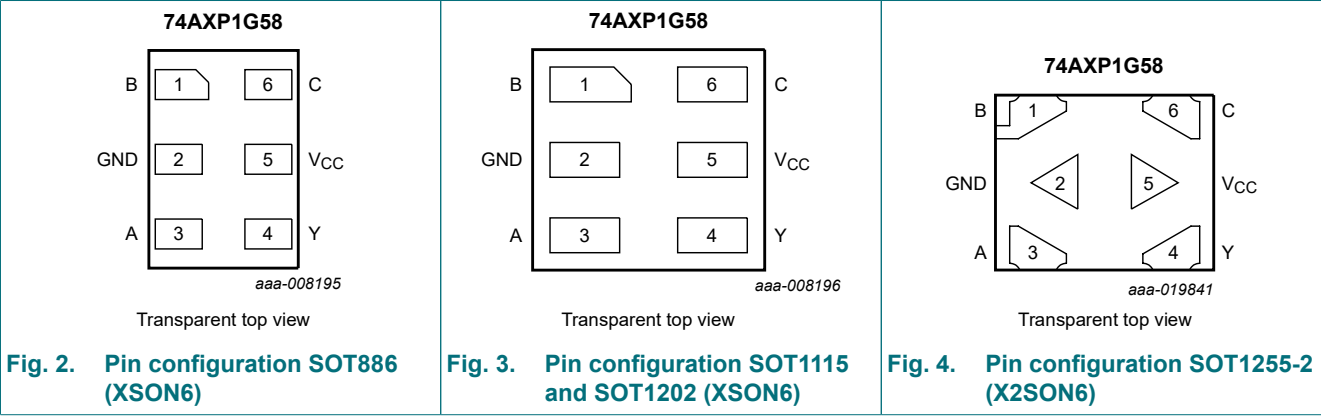 74AXP1G58
B 1 6 C
GND 2 5 VCC
A 3 4 Y
aaa-008195
Transparent top view
Fig. 2. Pin configuration SOT886
(XSON6)
74AXP1G58
B 1 6 C
GND 2 5 VCC
A 3 4 Y
aaa-008196
Transparent top view
Fig. 3. Pin configuration SOT1115
and SOT1202 (XSON6)
74AXP1G58
B 1 6 C
GND 2 5 VCC
A 3 4 Y
aaa-019841
Transparent top view
Fig. 4. Pin configuration SOT1255-2
(X2SON6)